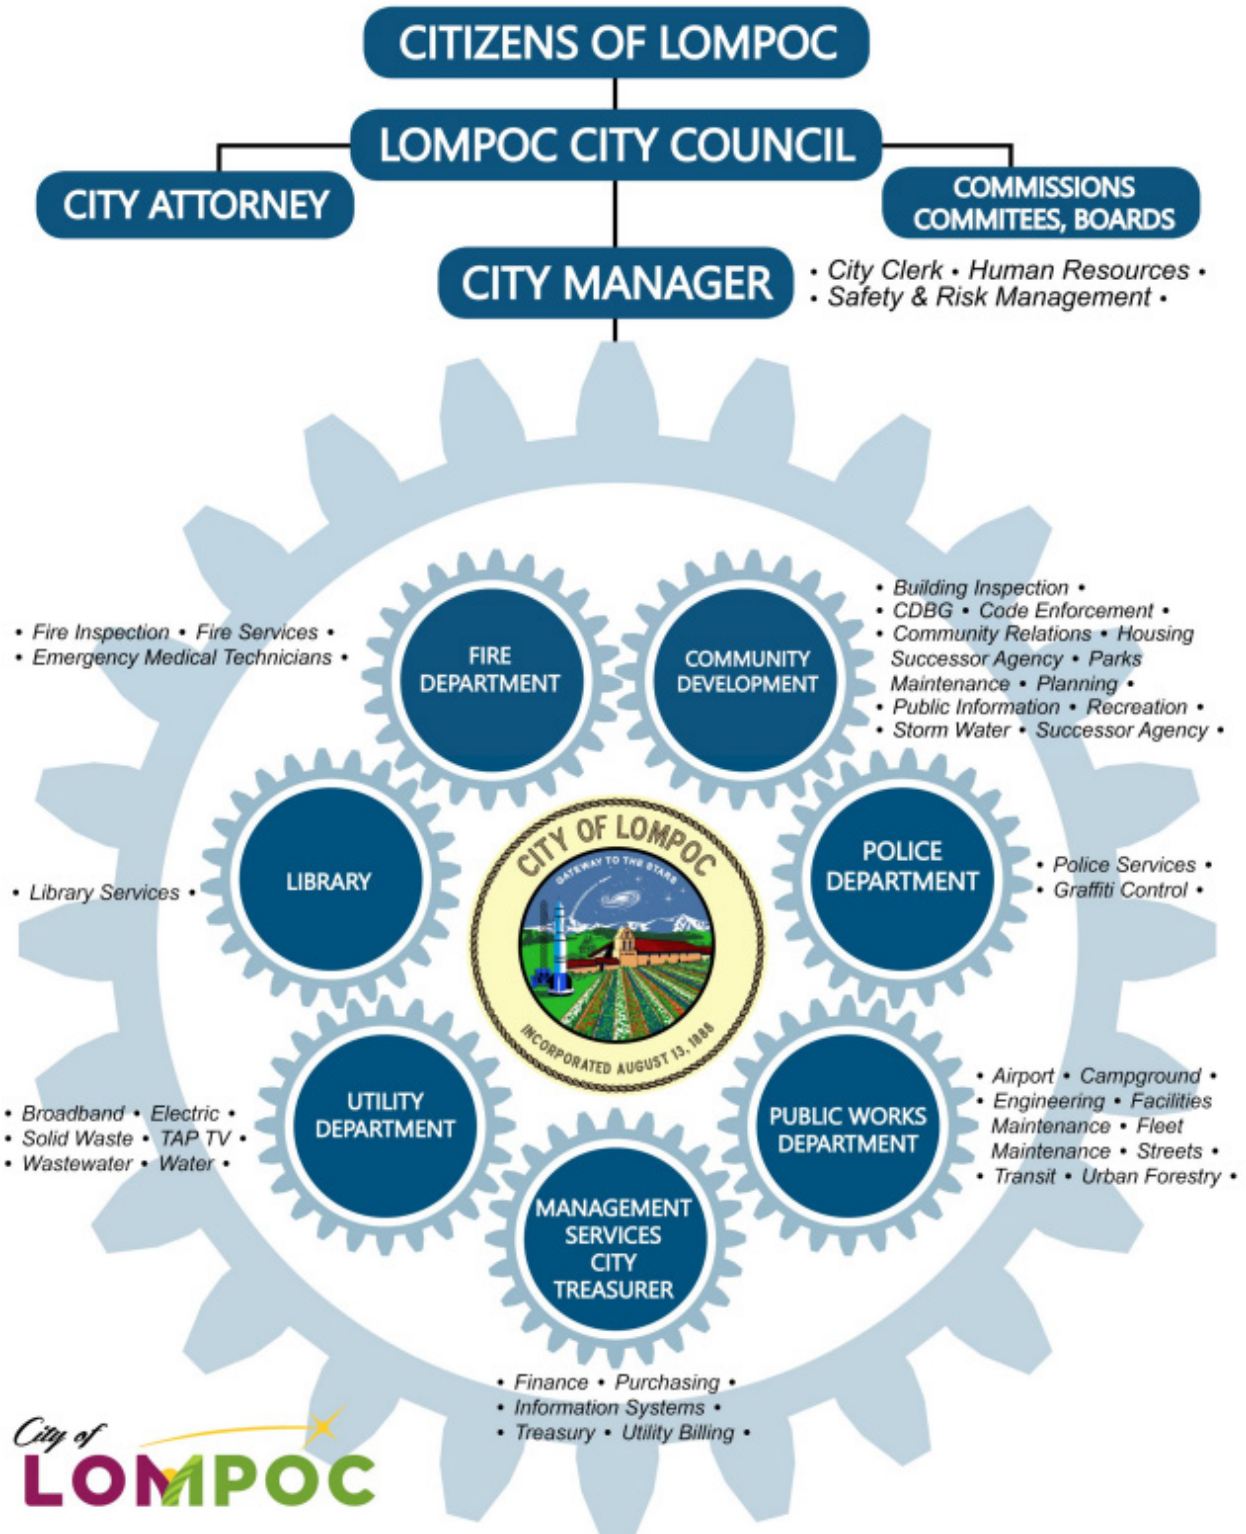 CITIZENS OF LOMPOC
LOMPOC CITY COUNCIL
CITY ATTORNEY
COMMISSIONS
COMMITEES, BOARDS
CITY MANAGER
• City Clerk • Human Resources •
• Safety & Risk Management •
FIRE
DEPARTMENT
• Fire Inspection • Fire Services •
• Emergency Medical Technicians •
COMMUNITY
DEVELOPMENT
• Building Inspection •
• CDBG • Code Enforcement •
• Community Relations • Housing
Successor Agency • Parks
Maintenance • Planning •
• Public Information • Recreation •
• Storm Water • Successor Agency •
LIBRARY
• Library Services •
CITY OF LOMPOC
GATEWAY TO THE STARS
INCORPORATED AUGUST 13, 1888
POLICE
DEPARTMENT
• Police Services •
• Graffiti Control •
UTILITY
DEPARTMENT
• Broadband • Electric •
• Solid Waste • TAP TV •
• Wastewater • Water •
PUBLIC WORKS
DEPARTMENT
• Airport • Campground •
• Engineering • Facilities
Maintenance • Fleet
Maintenance • Streets •
• Transit • Urban Forestry •
MANAGEMENT
SERVICES
CITY
TREASURER
• Finance • Purchasing •
• Information Systems •
• Treasury • Utility Billing •
City of
LOMPOC